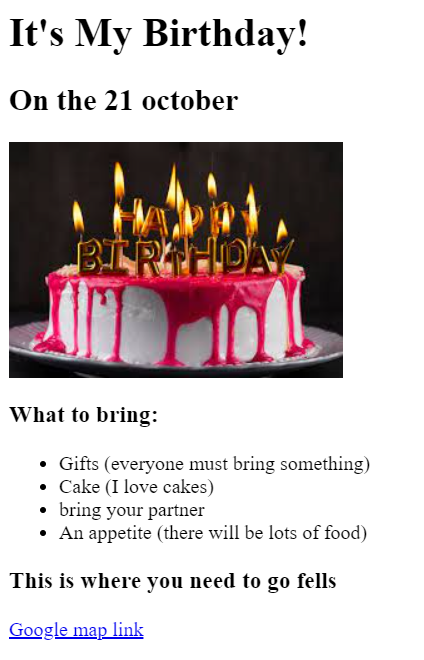 It's My Birthday!
On the 21 october
HAPPY
BIRTHDAY
What to bring:
Gifts (everyone must bring something)
Cake (I love cakes)
bring your partner
An appetite (there will be lots of food)
This is where you need to go fells
Google map link